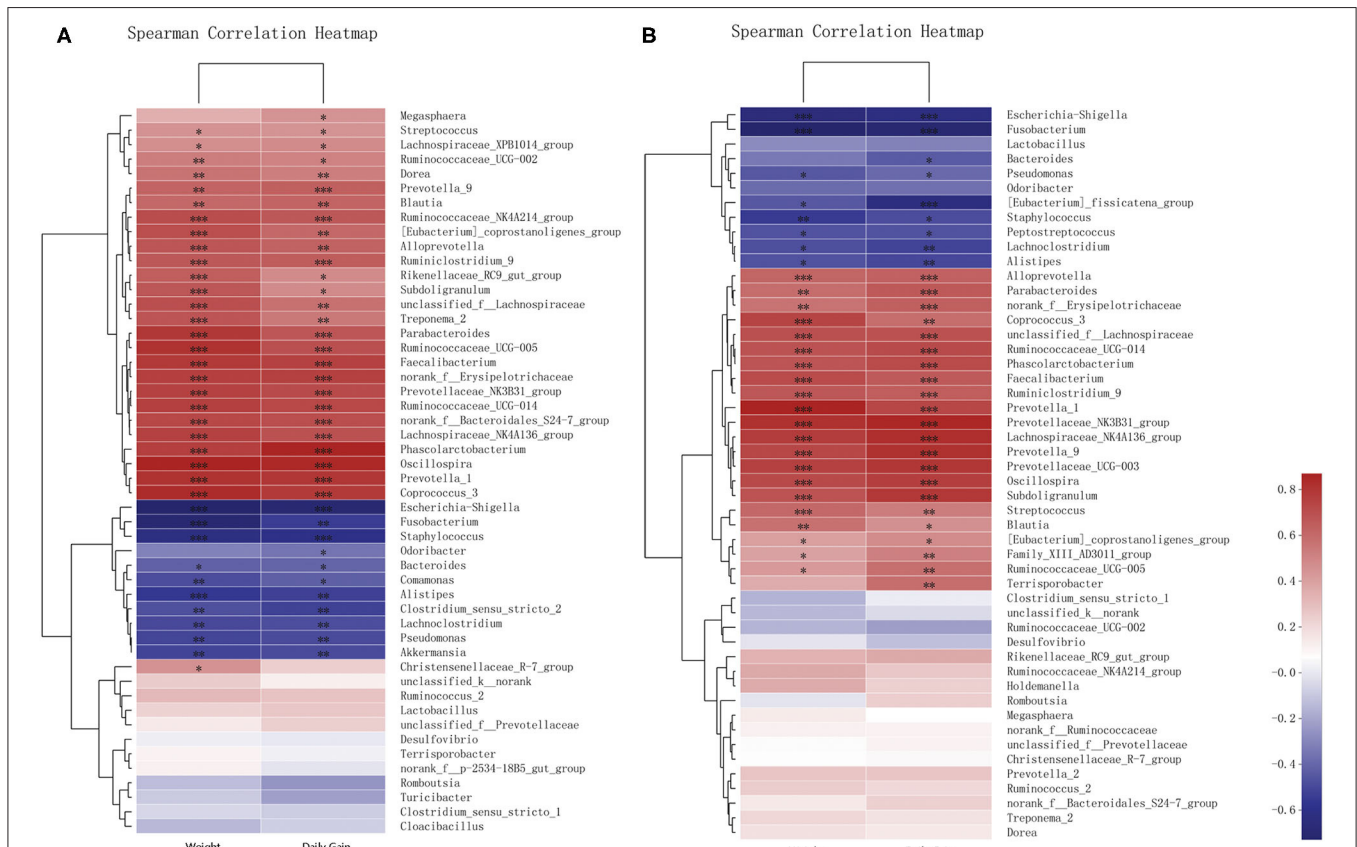 A
Spearman Correlation Heatmap
*
Megasphaera
* *
Streptococcus
* *
Lachnospiraceae_XPB1014_group
** *
Ruminococcaceae_UCG-002
** **
Dorea
** ***
Prevotella_9
** **
Blautia
*** ***
Ruminococcaceae_NK4A214_group
*** **
[Eubacterium]_coprostanoligenes_group
*** **
Alloprevotella
*** ***
Ruminiclostridium_9
*** *
Rikenellaceae_RC9_gut_group
*** *
Subdoligranulum
*** **
unclassified_f__Lachnospiraceae
*** **
Treponema_2
*** ***
Parabacteroides
*** ***
Ruminococcaceae_UCG-005
*** ***
Faecalibacterium
*** ***
norank_f__Erysipelotrichaceae
*** ***
Prevotellaceae_NK3B31_group
*** ***
Ruminococcaceae_UCG-014
*** ***
norank_f__Bacteroidales_S24-7_group
*** ***
Lachnospiraceae_NK4A136_group
*** ***
Phascolarctobacterium
*** ***
Oscillospira
*** ***
Prevotella_1
*** ***
Coprococcus_3
*** ***
Escherichia-Shigella
*** **
Fusobacterium
*** ***
Staphylococcus
*
Odoribacter
* *
Bacteroides
** *
Comamonas
*** **
Alistipes
** **
Clostridium_sensu_stricto_2
** **
Lachnoclostridium
** **
Pseudomonas
** **
Akkermansia
*
Christensenellaceae_R-7_group
unclassified_k__norank
Ruminococcus_2
Lactobacillus
unclassified_f__Prevotellaceae
Desulfovibrio
Terrisporobacter
norank_f__p-2534-18B5_gut_group
Romboutsia
Turicibacter
Clostridium_sensu_stricto_1
Cloacibacillus
Weight Daily Gain
B
Spearman Correlation Heatmap
*** ***
Escherichia-Shigella
*** ***
Fusobacterium
Lactobacillus
*
Bacteroides
* *
Pseudomonas
Odoribacter
* ***
[Eubacterium]_fissicatena_group
** *
Staphylococcus
* *
Peptostreptococcus
* **
Lachnoclostridium
* **
Alistipes
*** ***
Alloprevotella
** ***
Parabacteroides
** ***
norank_f__Erysipelotrichaceae
*** **
Coprococcus_3
*** ***
unclassified_f__Lachnospiraceae
*** ***
Ruminococcaceae_UCG-014
*** ***
Phascolarctobacterium
*** ***
Faecalibacterium
*** ***
Ruminiclostridium_9
*** ***
Prevotella_1
*** ***
Prevotellaceae_NK3B31_group
*** ***
Lachnospiraceae_NK4A136_group
*** ***
Prevotella_9
*** ***
Prevotellaceae_UCG-003
*** ***
Oscillospira
*** ***
Subdoligranulum
*** **
Streptococcus
** *
Blautia
* *
[Eubacterium]_coprostanoligenes_group
* **
Family_XIII_AD3011_group
* **
Ruminococcaceae_UCG-005
**
Terrisporobacter
Clostridium_sensu_stricto_1
unclassified_k__norank
Ruminococcaceae_UCG-002
Desulfovibrio
Rikenellaceae_RC9_gut_group
Ruminococcaceae_NK4A214_group
Holdemanella
Romboutsia
Megasphaera
norank_f__Ruminococcaceae
unclassified_f__Prevotellaceae
Christensenellaceae_R-7_group
Prevotella_2
Ruminococcus_2
norank_f__Bacteroidales_S24-7_group
Treponema_2
Dorea
0.8
0.6
0.4
0.2
-0.0
-0.2
-0.4
-0.6